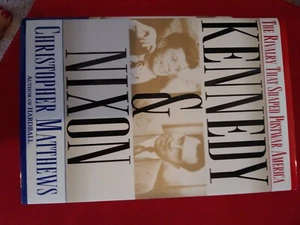 KENNEDY
&
NIXON
THE RIVALRY THAT SHAPED POSTWAR AMERICA
CHRISTOPHER MATTHEWS
AUTHOR OF HARDBALL